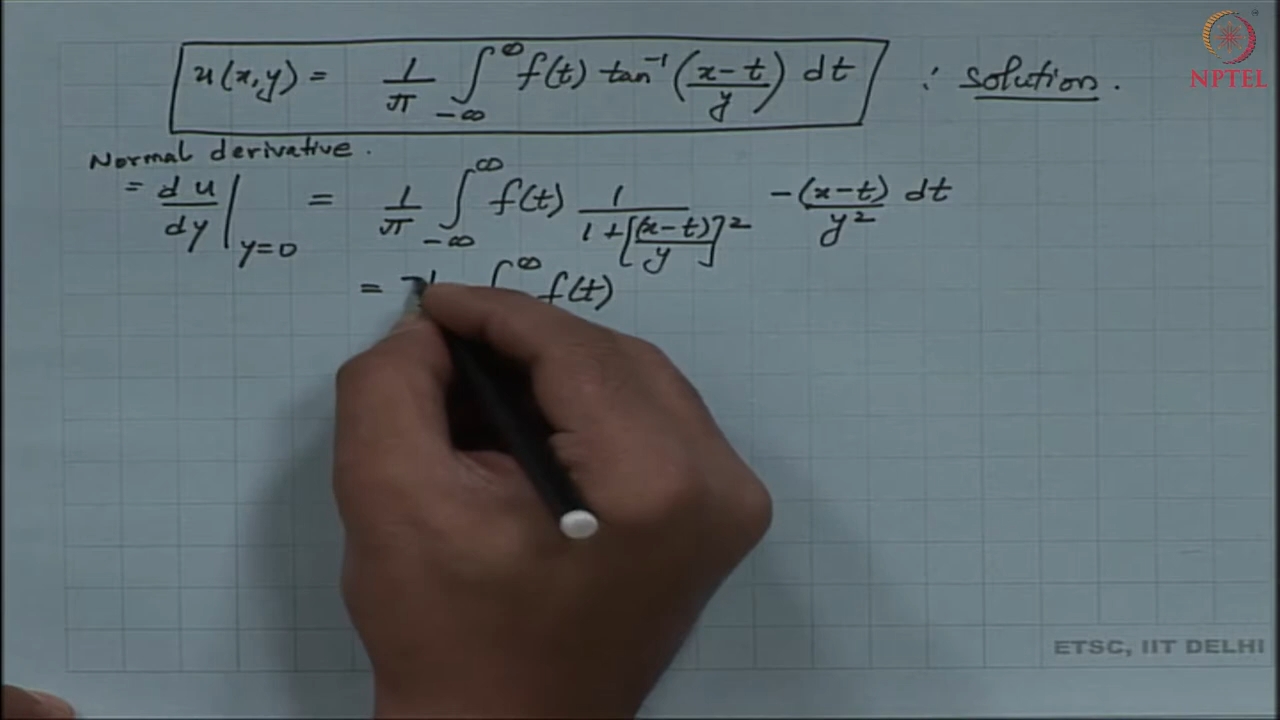 u(x,y) = 1/π ∫_{-∞}^{∞} f(t) tan⁻¹((x-t)/y) dt : solution.
NPTEL
Normal derivative.
= du/dy |_{y=0} = 1/π ∫_{-∞}^{∞} f(t) 1/(1+[(x-t)/y]²) -(x-t)/y² dt
= ∫^{∞} f(t)
ETSC, IIT DELHI